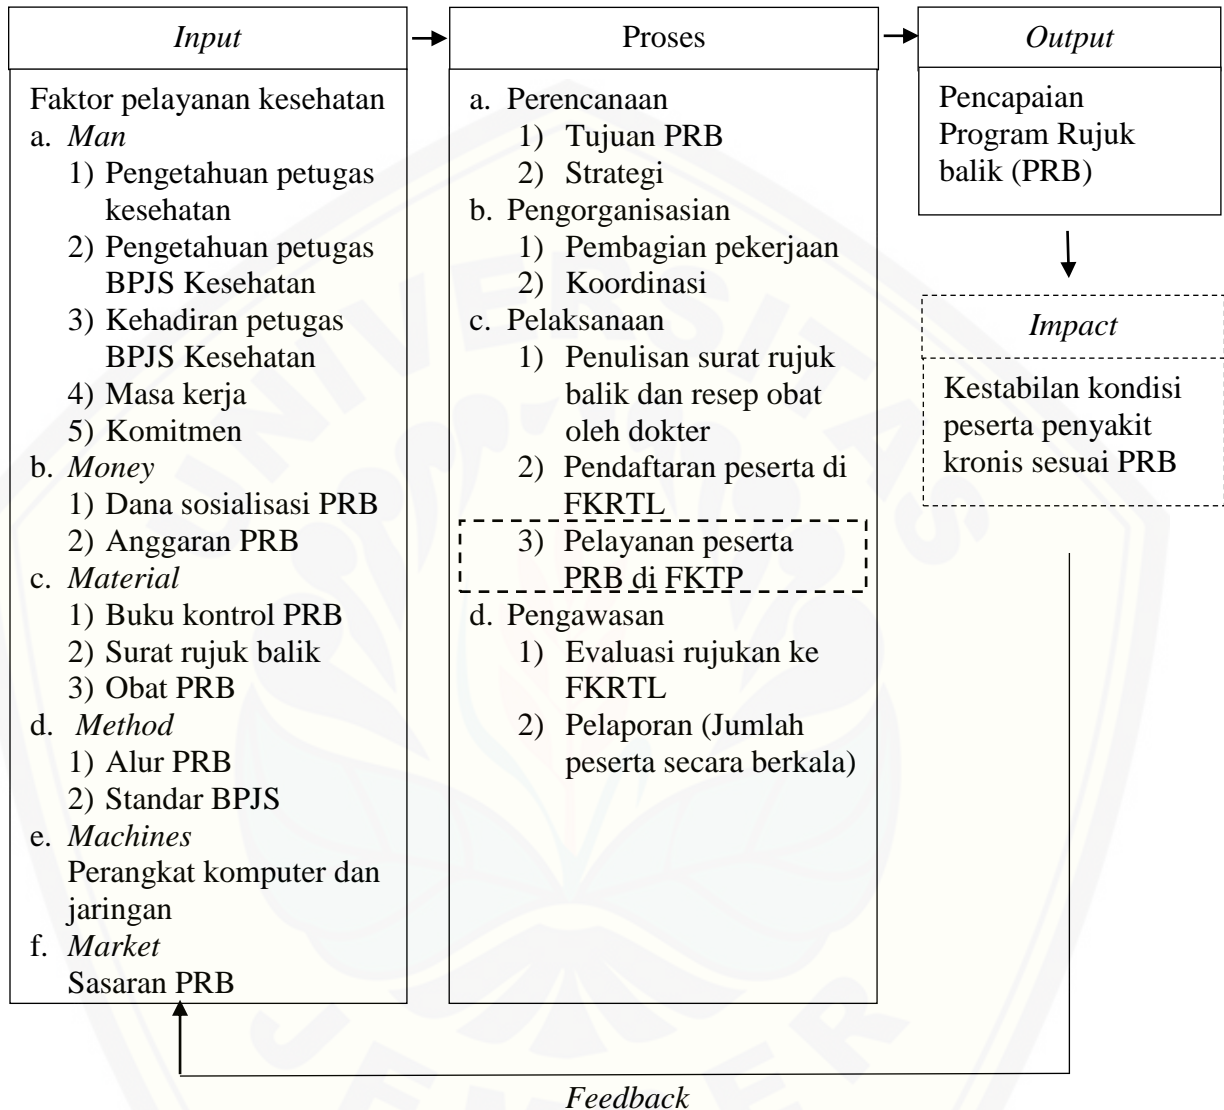 Input
Faktor pelayanan kesehatan
a. Man
1) Pengetahuan petugas
kesehatan
2) Pengetahuan petugas
BPJS Kesehatan
3) Kehadiran petugas
BPJS Kesehatan
4) Masa kerja
5) Komitmen
b. Money
1) Dana sosialisasi PRB
2) Anggaran PRB
c. Material
1) Buku kontrol PRB
2) Surat rujuk balik
3) Obat PRB
d. Method
1) Alur PRB
2) Standar BPJS
e. Machines
Perangkat komputer dan
jaringan
f. Market
Sasaran PRB
Proses
a. Perencanaan
1) Tujuan PRB
2) Strategi
b. Pengorganisasian
1) Pembagian pekerjaan
2) Koordinasi
c. Pelaksanaan
1) Penulisan surat rujuk
balik dan resep obat
oleh dokter
2) Pendaftaran peserta di
FKRTL
3) Pelayanan peserta
PRB di FKTP
d. Pengawasan
1) Evaluasi rujukan ke
FKRTL
2) Pelaporan (Jumlah
peserta secara berkala)
Output
Pencapaian
Program Rujuk
balik (PRB)
Impact
Kestabilan kondisi
peserta penyakit
kronis sesuai PRB
Feedback
UNIVERSITAS
JEMBER